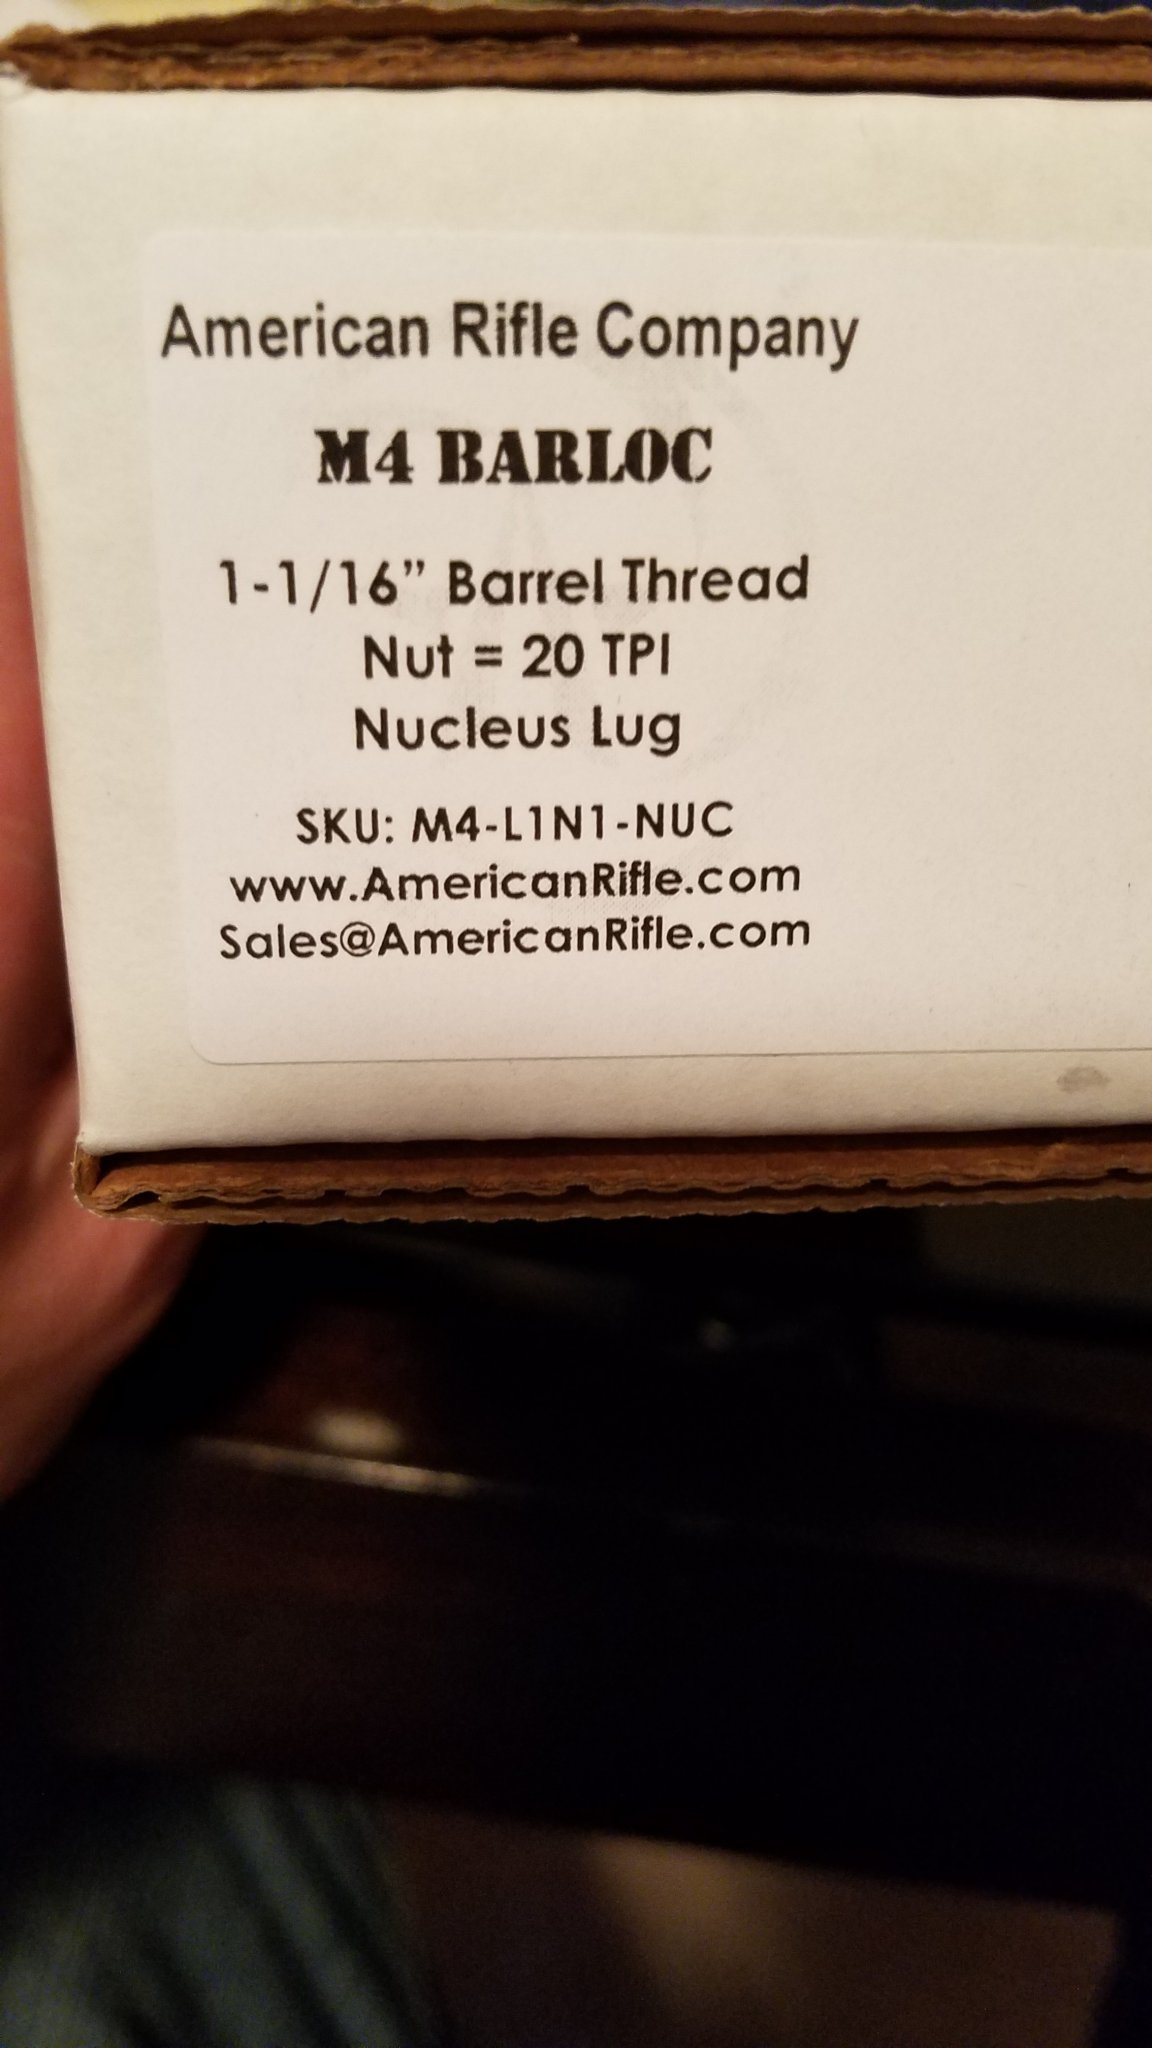 American Rifle Company
M4 BARLOC
1-1/16” Barrel Thread
Nut = 20 TPI
Nucleus Lug
SKU: M4-L1N1-NUC
www.AmericanRifle.com
Sales@AmericanRifle.com